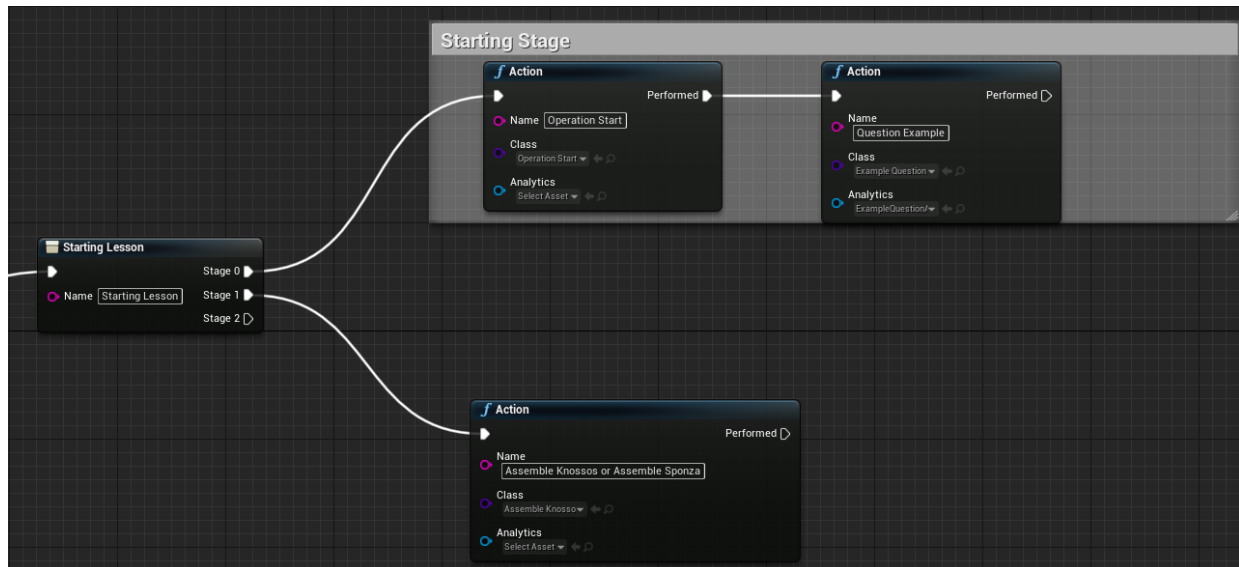 Starting Stage
Action
Performed
Name Operation Start
Class
Operation Start
Analytics
Select Asset
Action
Performed
Name
Question Example
Class
Example Question
Analytics
ExampleQuestionA
Starting Lesson
Stage 0
Name Starting Lesson
Stage 1
Stage 2
Action
Performed
Name
Assemble Knossos or Assemble Sponza
Class
Assemble Knosso
Analytics
Select Asset